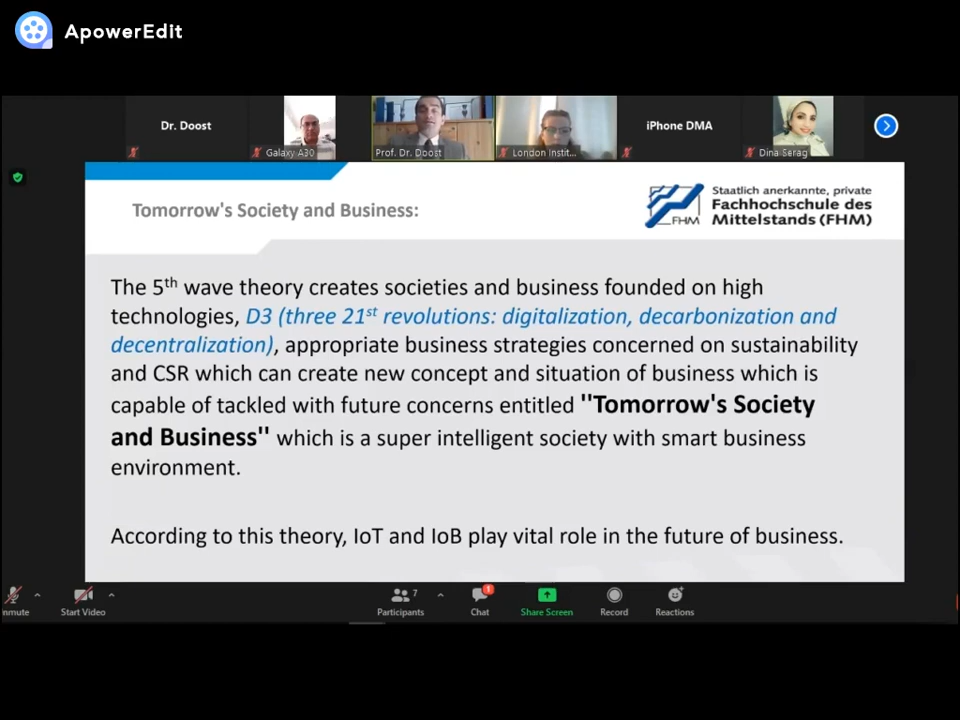 ApowerEdit
Dr. Doost
iPhone DMA
Galaxy A30
Prof. Dr. Doost
London Instit...
Dina Serag
Tomorrow's Society and Business:
FHM
Staatlich anerkannte, private
Fachhochschule des
Mittelstands (FHM)
The 5th wave theory creates societies and business founded on high
technologies, D3 (three 21st revolutions: digitalization, decarbonization and
decentralization), appropriate business strategies concerned on sustainability
and CSR which can create new concept and situation of business which is
capable of tackled with future concerns entitled "Tomorrow's Society
and Business" which is a super intelligent society with smart business
environment.
According to this theory, IoT and IoB play vital role in the future of business.
7
1
nmute
Start Video
Participants
Chat
Share Screen
Record
Reactions